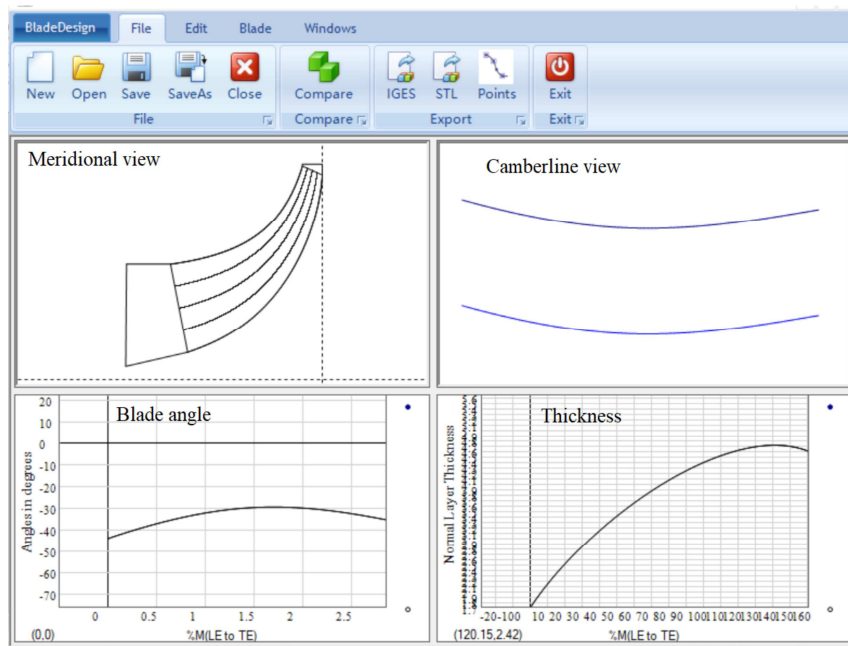 BladeDesign File Edit Blade Windows
New Open Save SaveAs Close Compare IGES STL Points Exit
File Compare Export Exit
Meridional view
Camberline view
Blade angle
20
10
0
-10
-20
-30
-40
-50
-60
-70
Angles in degrees
0 0.5 1 1.5 2 2.5
(0,0) %M(LE to TE)
Thickness
Normal Layer Thickness
-20-100 10 20 30 40 50 60 70 80 90 100110120130140150160
(120.15,2.42) %M(LE to TE)